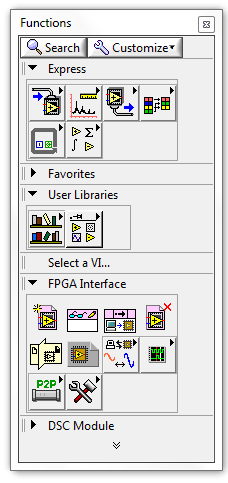 Functions
Search Customize
Express
Favorites
User Libraries
Select a VI...
FPGA Interface
P2P
DSC Module